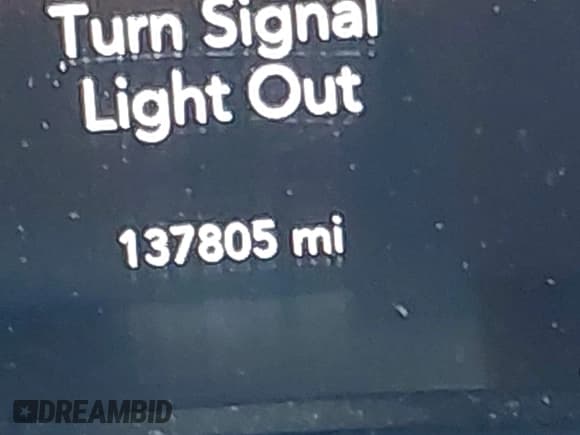 Turn Signal
Light Out
137805 mi
DREAMBID